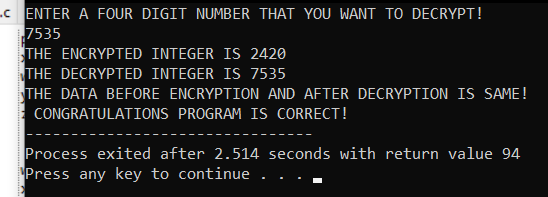 .c
ENTER A FOUR DIGIT NUMBER THAT YOU WANT TO DECRYPT!
7535
THE ENCRYPTED INTEGER IS 2420
THE DECRYPTED INTEGER IS 7535
THE DATA BEFORE ENCRYPTION AND AFTER DECRYPTION IS SAME!
 CONGRATULATIONS PROGRAM IS CORRECT!
--------------------------------
Process exited after 2.514 seconds with return value 94
Press any key to continue . . .